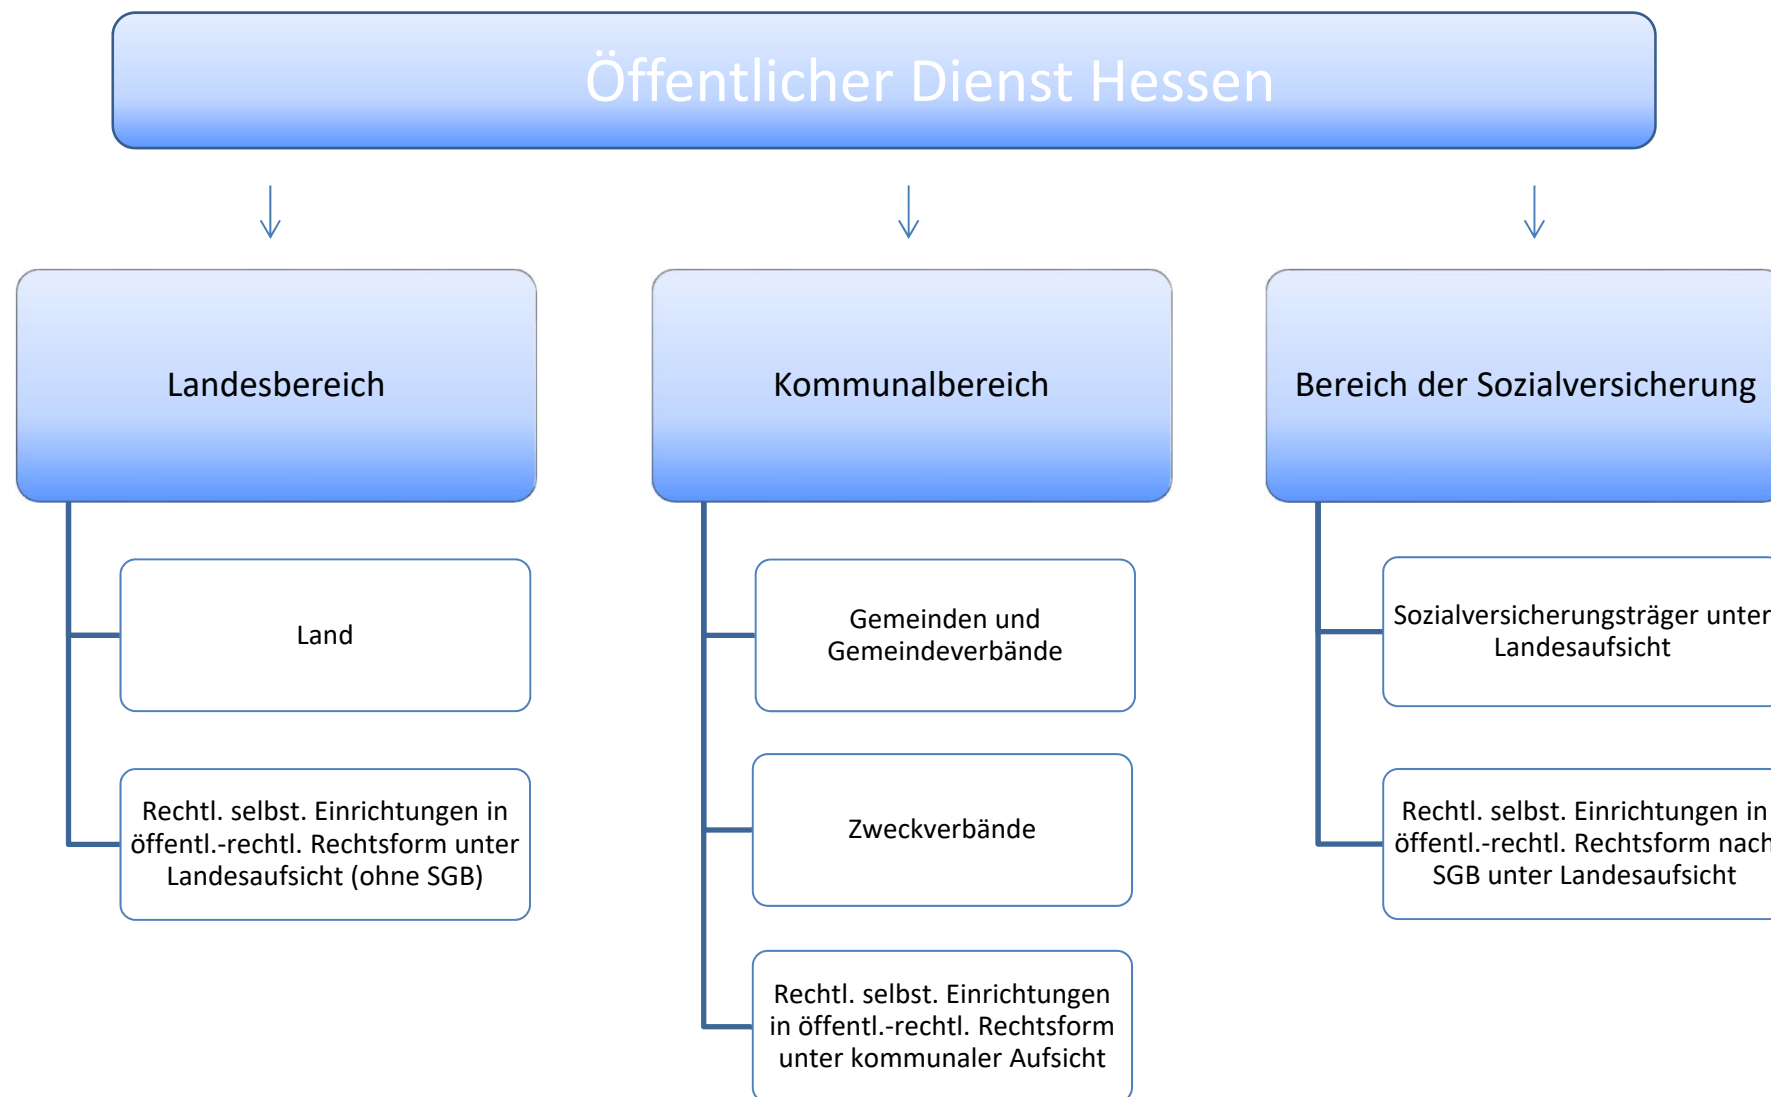 Öffentlicher Dienst Hessen
Landesbereich
Land
Rechtl. selbst. Einrichtungen in
öffentl.-rechtl. Rechtsform unter
Landesaufsicht (ohne SGB)
Kommunalbereich
Gemeinden und
Gemeindeverbände
Zweckverbände
Rechtl. selbst. Einrichtungen
in öffentl.-rechtl. Rechtsform
unter kommunaler Aufsicht
Bereich der Sozialversicherung
Sozialversicherungsträger unter
Landesaufsicht
Rechtl. selbst. Einrichtungen in
öffentl.-rechtl. Rechtsform nach
SGB unter Landesaufsicht